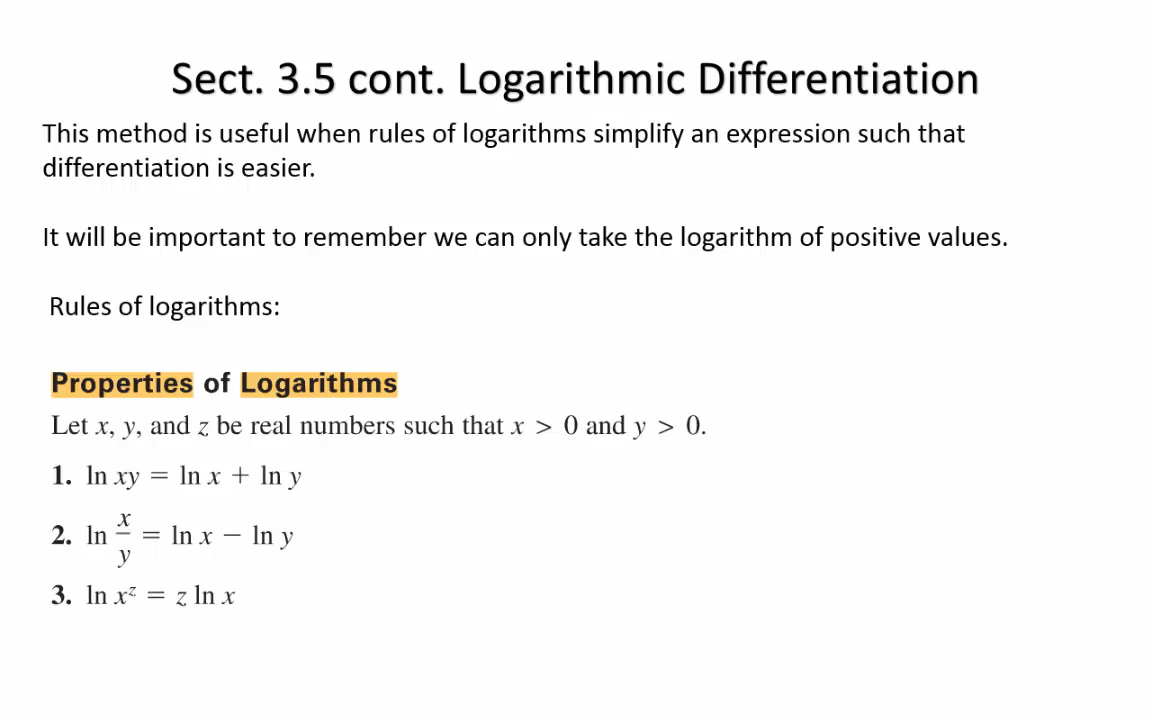 Sect. 3.5 cont. Logarithmic Differentiation
This method is useful when rules of logarithms simplify an expression such that
differentiation is easier.
It will be important to remember we can only take the logarithm of positive values.
Rules of logarithms:
Properties of Logarithms
Let x, y, and z be real numbers such that x > 0 and y > 0.
1. ln xy = ln x + ln y
2. ln x/y = ln x − ln y
3. ln xᶻ = z ln x